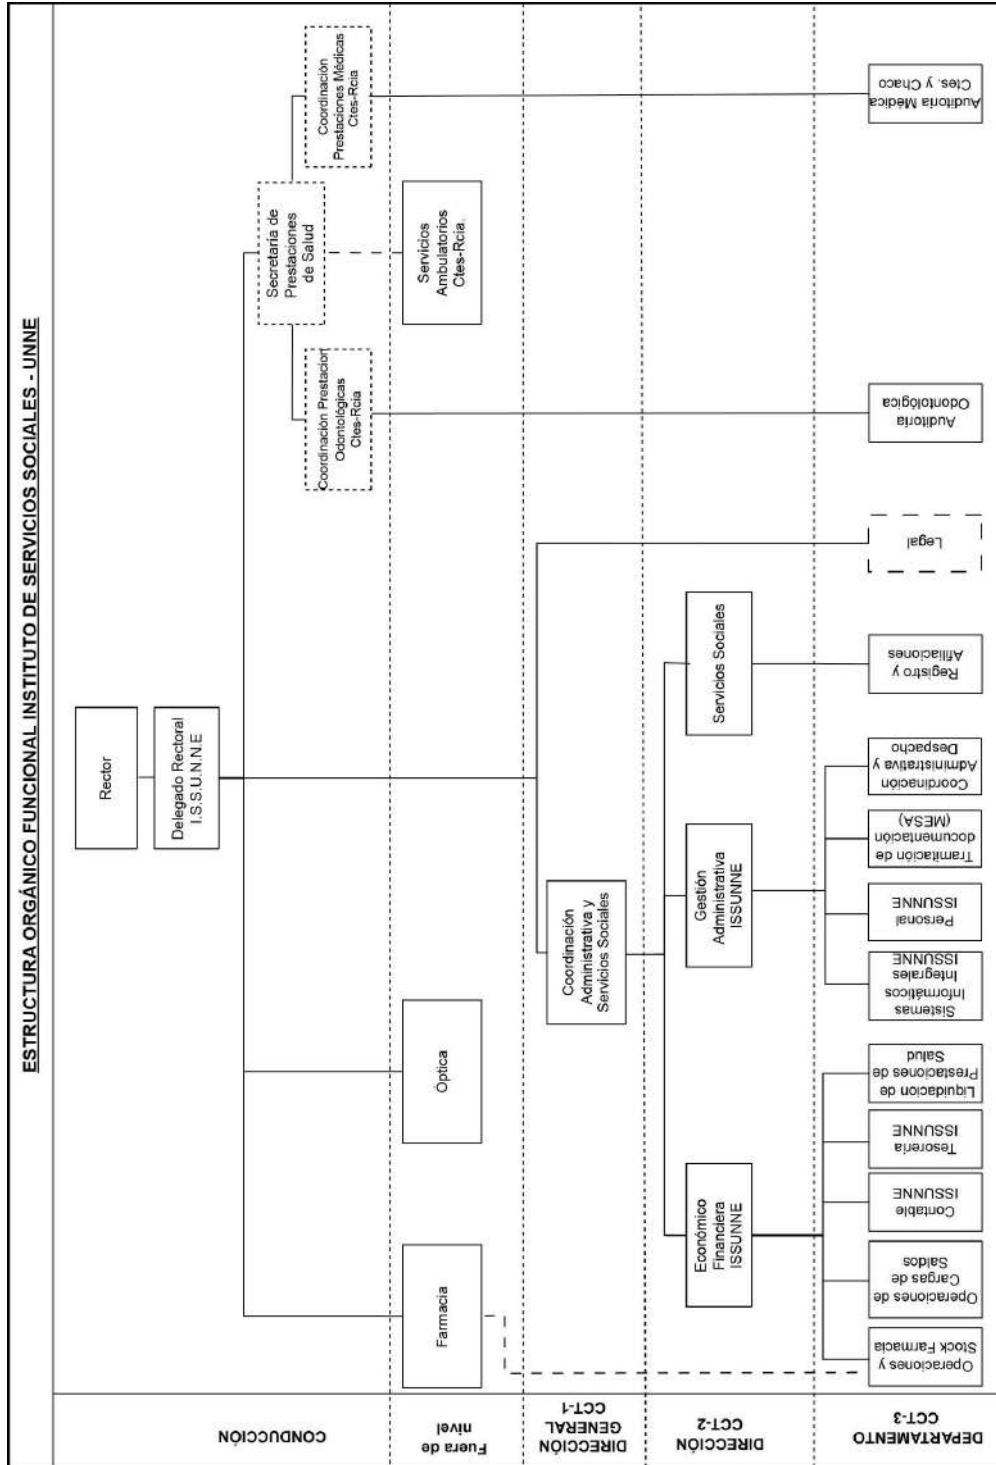 ESTRUCTURA ORGÁNICO FUNCIONAL INSTITUTO DE SERVICIOS SOCIALES - UNNE
CONDUCCIÓN
Rector
Delegado Rectoral
I.S.S.U.N.N.E
Secretaría de
Prestaciones
de Salud
Coordinación Prestacion
Odontológicas
Ctes-Rcia
Coordinación
Prestaciones Médicas
Ctes-Rcia
Fuera de
nivel
Farmacia
Óptica
Servicios
Ambulatorios
Ctes-Rcia.
DIRECCIÓN
GENERAL
CCT-1
Coordinación
Administrativa y
Servicios Sociales
DIRECCIÓN
CCT-2
Económico
Financiera
ISSUNNE
Gestión
Administrativa
ISSUNNE
Servicios Sociales
DEPARTAMENTO
CCT-3
Operaciones y
Stock Farmacia
Operaciones de
Cargas de
Saldos
Contable
ISSUNNE
Tesorería
ISSUNNE
Liquidacion de
Prestaciones de
Salud
Sistemas
Informáticos
Integrales
ISSUNNE
Personal
ISSUNNE
Tramitación de
documentación
(MESA)
Coordinación
Administrativa y
Despacho
Registro y
Afiliaciones
Legal
Auditoria
Odontológica
Auditoria Médica
Ctes. y Chaco